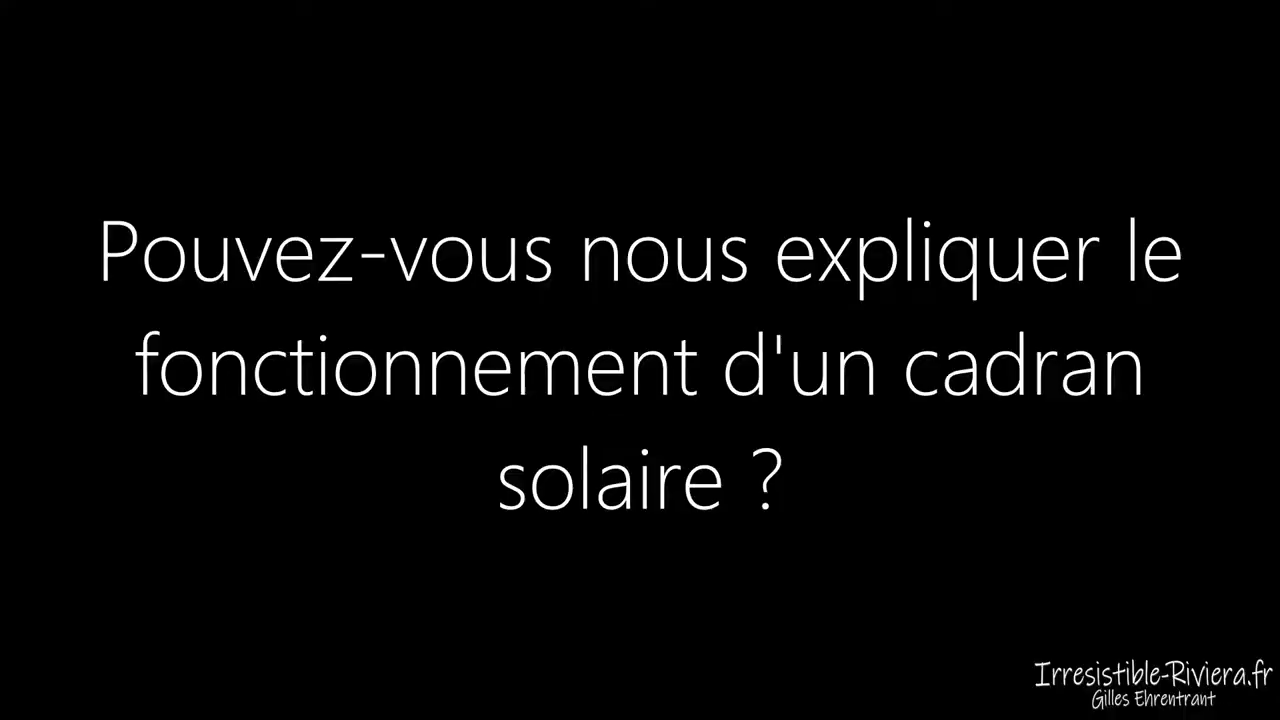 Pouvez-vous nous expliquer le
fonctionnement d'un cadran
solaire ?
Irresistible-Riviera.fr
Gilles Ehrentrant